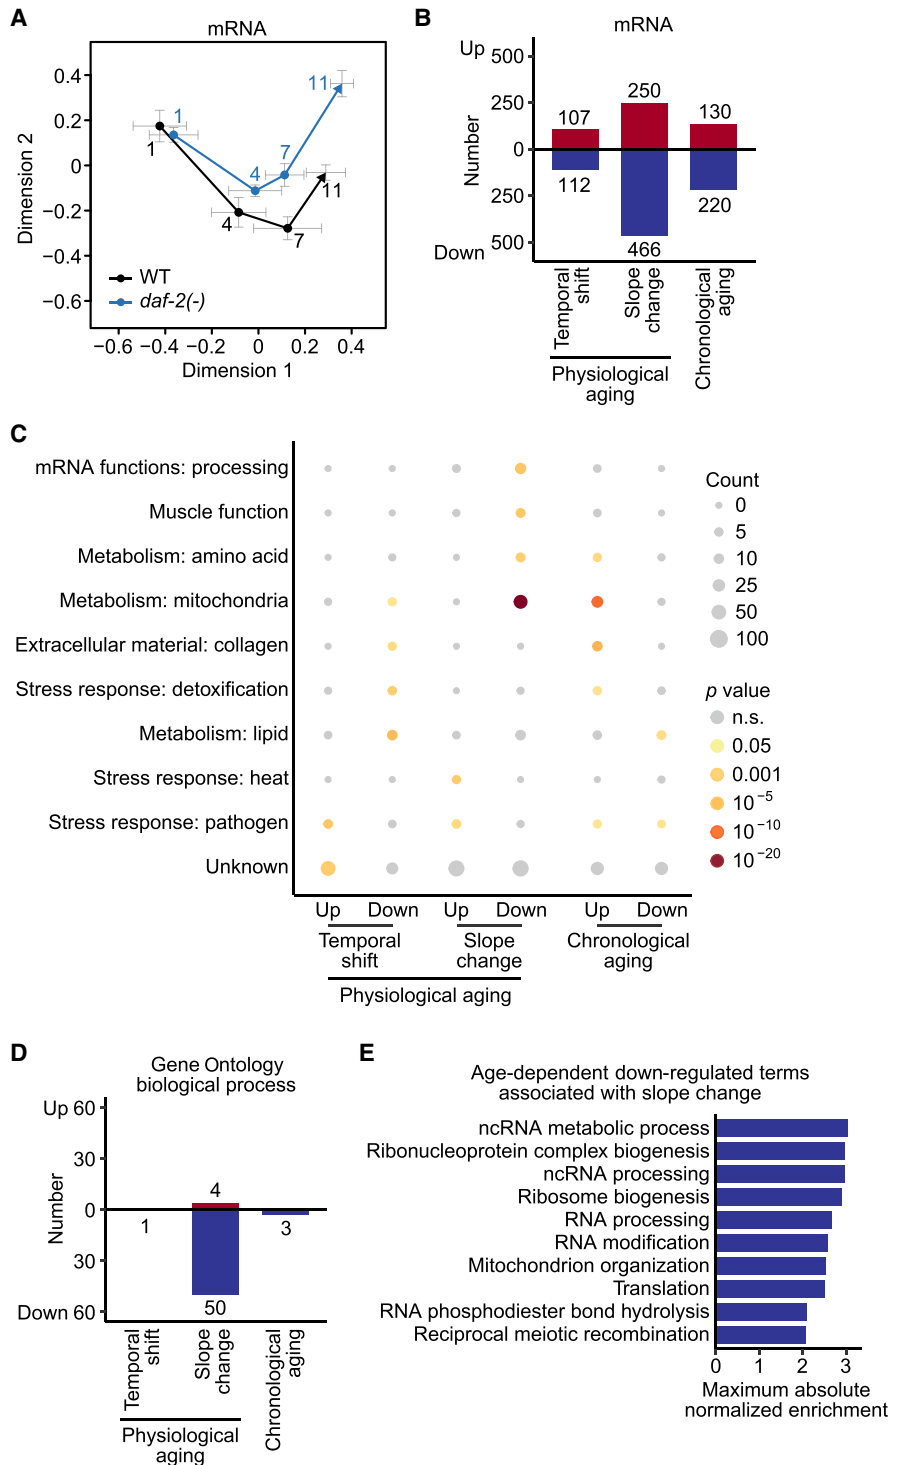 A
mRNA
Dimension 2
0.4
0.2
0
−0.2
−0.4
−0.6
1
1
4
4
7
7
11
11
WT
daf-2(-)
−0.6 −0.4 −0.2 0 0.2 0.4
Dimension 1
B
mRNA
Up 500
250
0
250
Down 500
Number
107
250
130
112
466
220
Temporal
shift
Slope
change
Chronological
aging
Physiological
aging
C
mRNA functions: processing
Muscle function
Metabolism: amino acid
Metabolism: mitochondria
Extracellular material: collagen
Stress response: detoxification
Metabolism: lipid
Stress response: heat
Stress response: pathogen
Unknown
Up Down Up Down Up Down
Temporal
shift
Slope
change
Chronological
aging
Physiological aging
Count
0
5
10
25
50
100
p value
n.s.
0.05
0.001
10−5
10−10
10−20
D
Gene Ontology
biological process
Up 60
30
0
30
Down 60
Number
1
4
50
3
Temporal
shift
Slope
change
Chronological
aging
Physiological
aging
E
Age-dependent down-regulated terms
associated with slope change
ncRNA metabolic process
Ribonucleoprotein complex biogenesis
ncRNA processing
Ribosome biogenesis
RNA processing
RNA modification
Mitochondrion organization
Translation
RNA phosphodiester bond hydrolysis
Reciprocal meiotic recombination
0 1 2 3
Maximum absolute
normalized enrichment